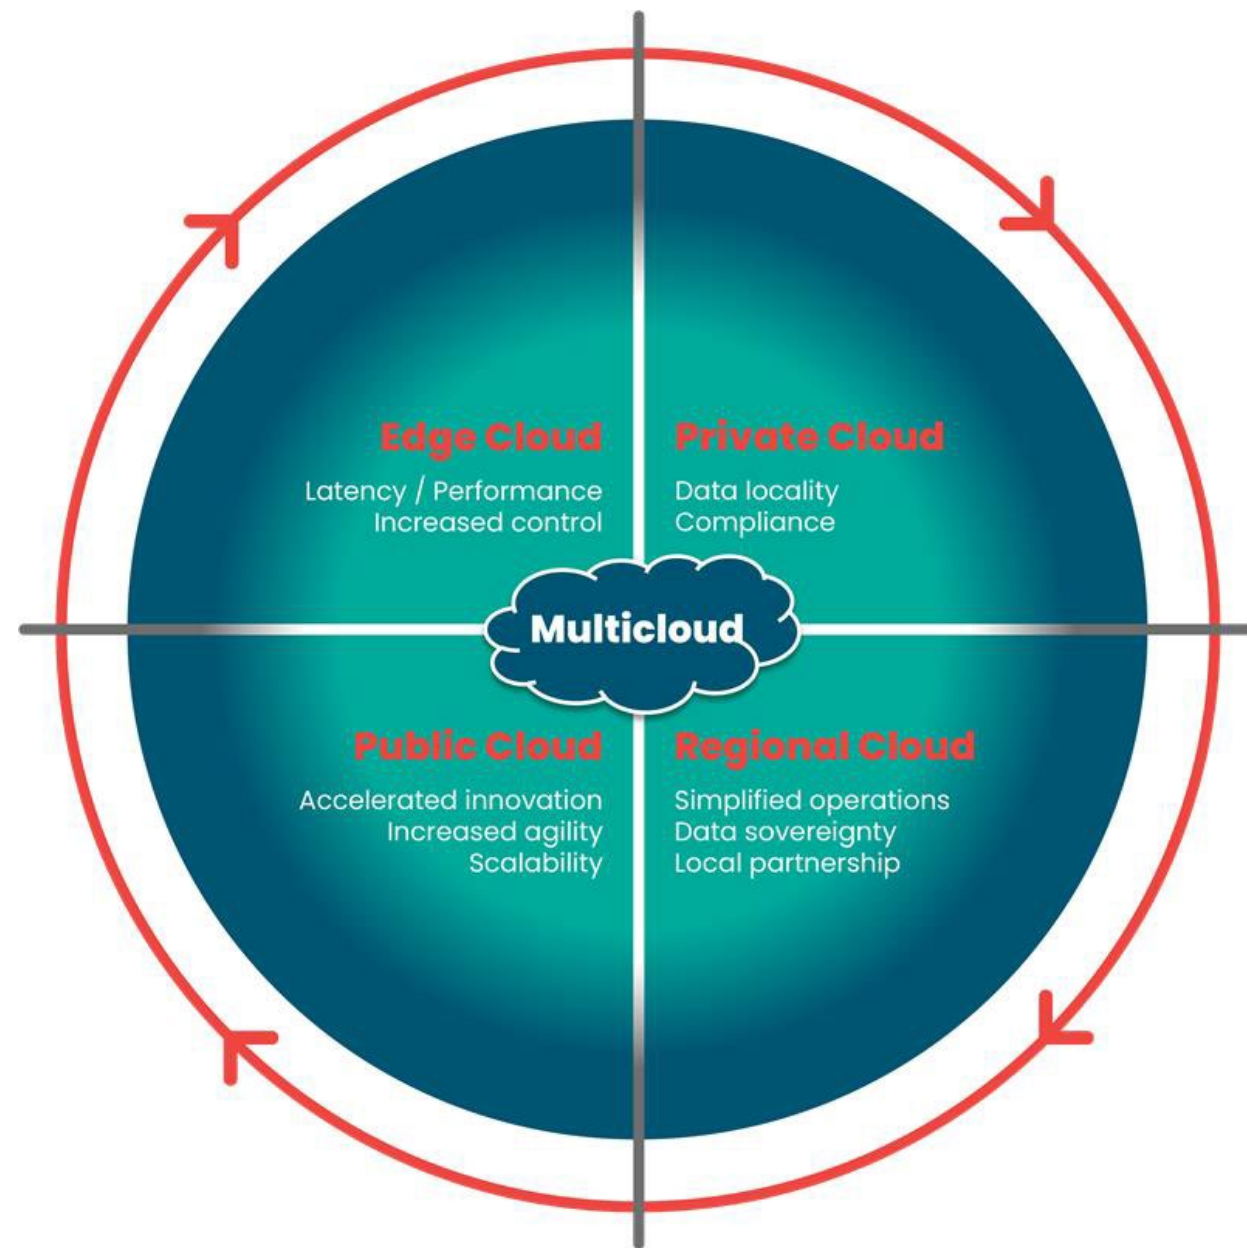 Edge Cloud
Latency / Performance
Increased control
Private Cloud
Data locality
Compliance
Multicloud
Public Cloud
Accelerated innovation
Increased agility
Scalability
Regional Cloud
Simplified operations
Data sovereignty
Local partnership